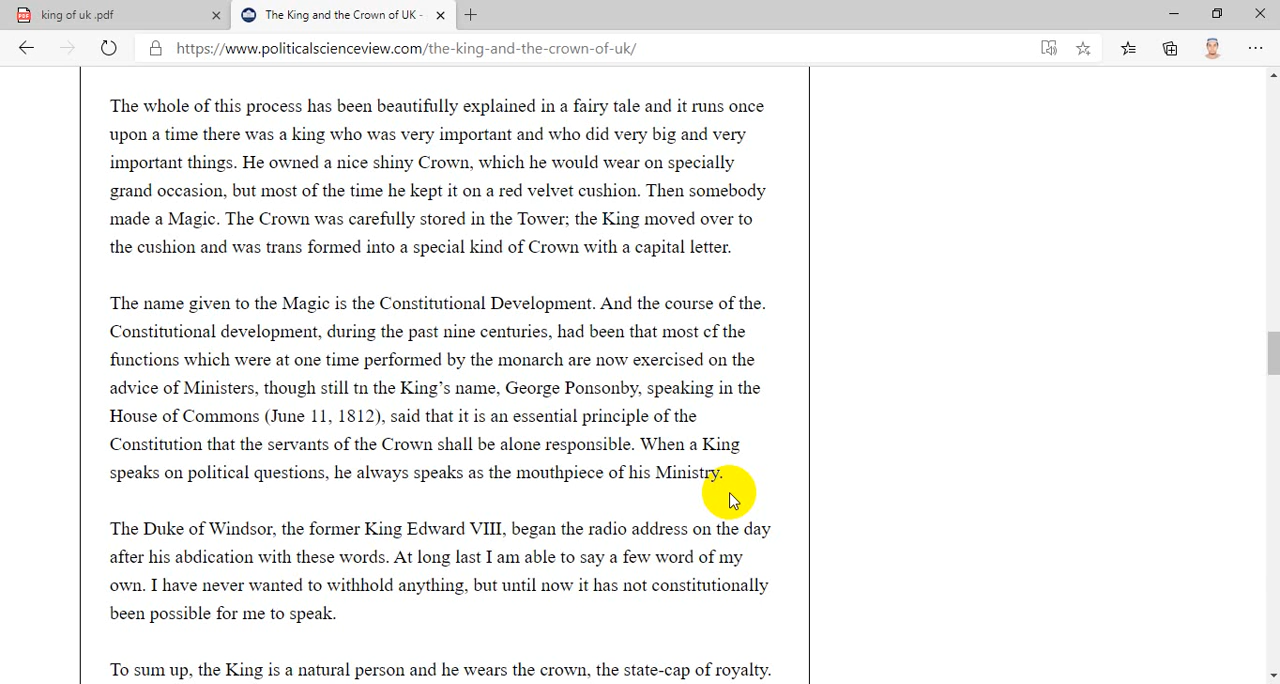 king of uk .pdf
The King and the Crown of UK -
https://www.politicalscienceview.com/the-king-and-the-crown-of-uk/
The whole of this process has been beautifully explained in a fairy tale and it runs once
upon a time there was a king who was very important and who did very big and very
important things. He owned a nice shiny Crown, which he would wear on specially
grand occasion, but most of the time he kept it on a red velvet cushion. Then somebody
made a Magic. The Crown was carefully stored in the Tower; the King moved over to
the cushion and was trans formed into a special kind of Crown with a capital letter.
The name given to the Magic is the Constitutional Development. And the course of the.
Constitutional development, during the past nine centuries, had been that most cf the
functions which were at one time performed by the monarch are now exercised on the
advice of Ministers, though still tn the King’s name, George Ponsonby, speaking in the
House of Commons (June 11, 1812), said that it is an essential principle of the
Constitution that the servants of the Crown shall be alone responsible. When a King
speaks on political questions, he always speaks as the mouthpiece of his Ministry.
The Duke of Windsor, the former King Edward VIII, began the radio address on the day
after his abdication with these words. At long last I am able to say a few word of my
own. I have never wanted to withhold anything, but until now it has not constitutionally
been possible for me to speak.
To sum up, the King is a natural person and he wears the crown, the state-cap of royalty.